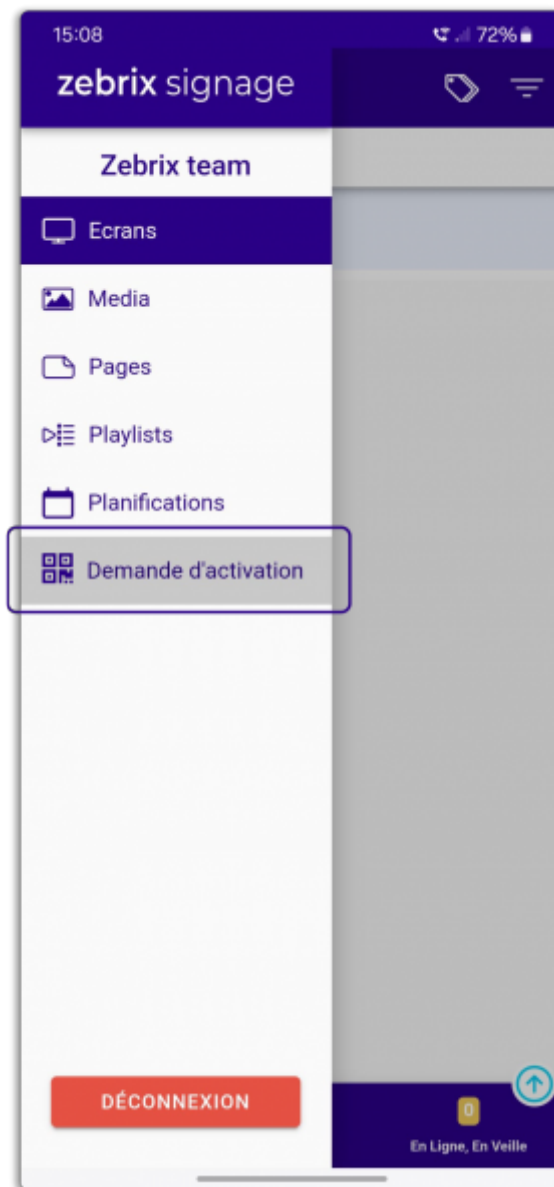 15:08 72%
zebrix signage
Zebrix team
Ecrans
Media
Pages
Playlists
Planifications
Demande d'activation
DÉCONNEXION
0
En Ligne, En Veille